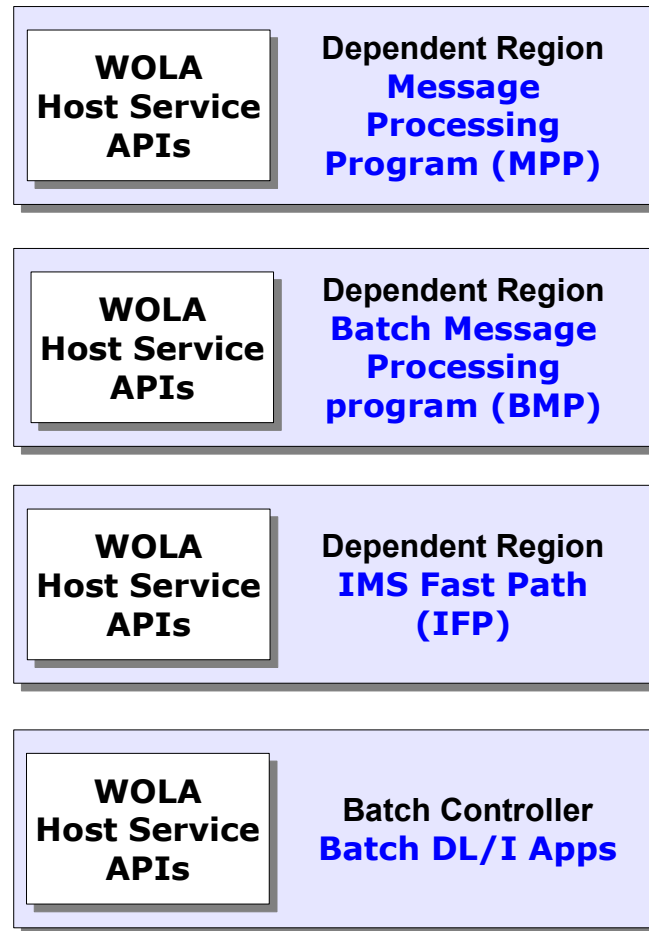 WOLA
Host Service
APIs
Dependent Region
Message
Processing
Program (MPP)
WOLA
Host Service
APIs
Dependent Region
Batch Message
Processing
program (BMP)
WOLA
Host Service
APIs
Dependent Region
IMS Fast Path
(IFP)
WOLA
Host Service
APIs
Batch Controller
Batch DL/I Apps